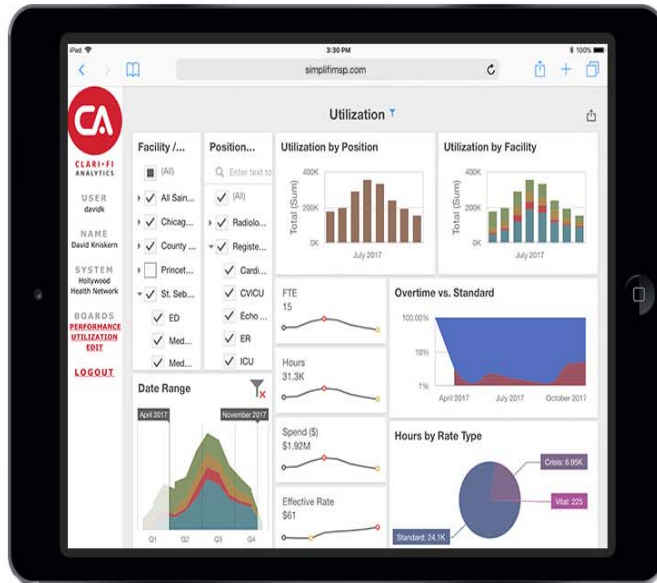 iPad
3:30 PM
100%
simplifimsp.com
CA
CLARI-FI
ANALYTICS
USER
davidk
NAME
David Kniskern
SYSTEM
Hollywood
Health Network
BOARDS
PERFORMANCE
UTILIZATION
EDIT
LOGOUT
Utilization
Facility /...
(All)
All Sain...
Chicag...
County ...
Princet...
St. Seb...
ED
Med...
Med...
Position...
Enter text to
(All)
Radiolo...
Registe...
Cardi...
CVICU
Echo ...
ER
ICU
Utilization by Position
Total (Sum)
400K
200K
0K
July 2017
Utilization by Facility
Total (Sum)
400K
200K
0K
July 2017
Date Range
April 2017
November 2017
Q1 Q2 Q3 Q4
FTE
15
Hours
31.3K
Spend ($)
$1.92M
Effective Rate
$61
Overtime vs. Standard
100.00%
10%
1%
April 2017 July 2017 October 2017
Hours by Rate Type
Crisis: 6.95K
Vital: 225
Standard: 24.1K